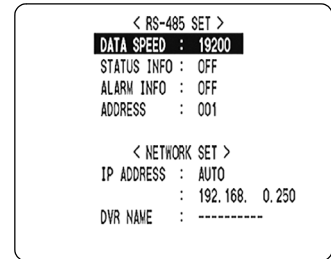 < RS-485 SET >
DATA SPEED : 19200
STATUS INFO : OFF
ALARM INFO : OFF
ADDRESS : 001
< NETWORK SET >
IP ADDRESS : AUTO
: 192.168. 0.250
DVR NAME : ----------